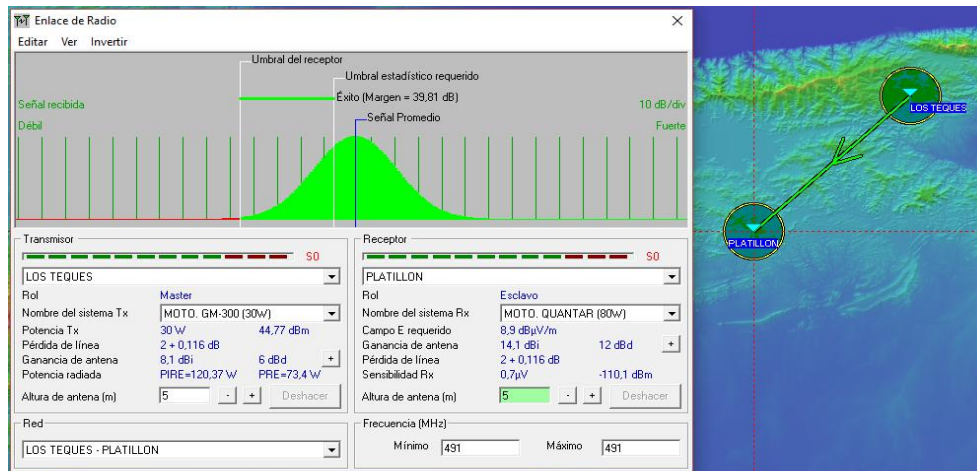 Enlace de Radio
Editar Ver Invertir
Umbral del receptor
Umbral estadístico requerido
Éxito (Margen = 39,81 dB)
Señal recibida 10 dB/div
Señal Promedio
Débil Fuerte
Transmisor
S0
LOS TEQUES
Rol Master
Nombre del sistema Tx MOTO. GM-300 (30W)
Potencia Tx 30 W 44,77 dBm
Pérdida de línea 2 + 0,116 dB
Ganancia de antena 8,1 dBi 6 dBd +
Potencia radiada PIRE=120,37 W PRE=73,4 W
Altura de antena (m) 5 - + Deshacer
Receptor
S0
PLATILLON
Rol Esclavo
Nombre del sistema Rx MOTO. QUANTAR (80W)
Campo E requerido 8,9 dBµV/m
Ganancia de antena 14,1 dBi 12 dBd +
Pérdida de línea 2 + 0,116 dB
Sensibilidad Rx 0,7µV -110,1 dBm
Altura de antena (m) 5 - + Deshacer
Red
LOS TEQUES - PLATILLON
Frecuencia (MHz)
Mínimo 491 Máximo 491
LOS TEQUES
PLATILLON